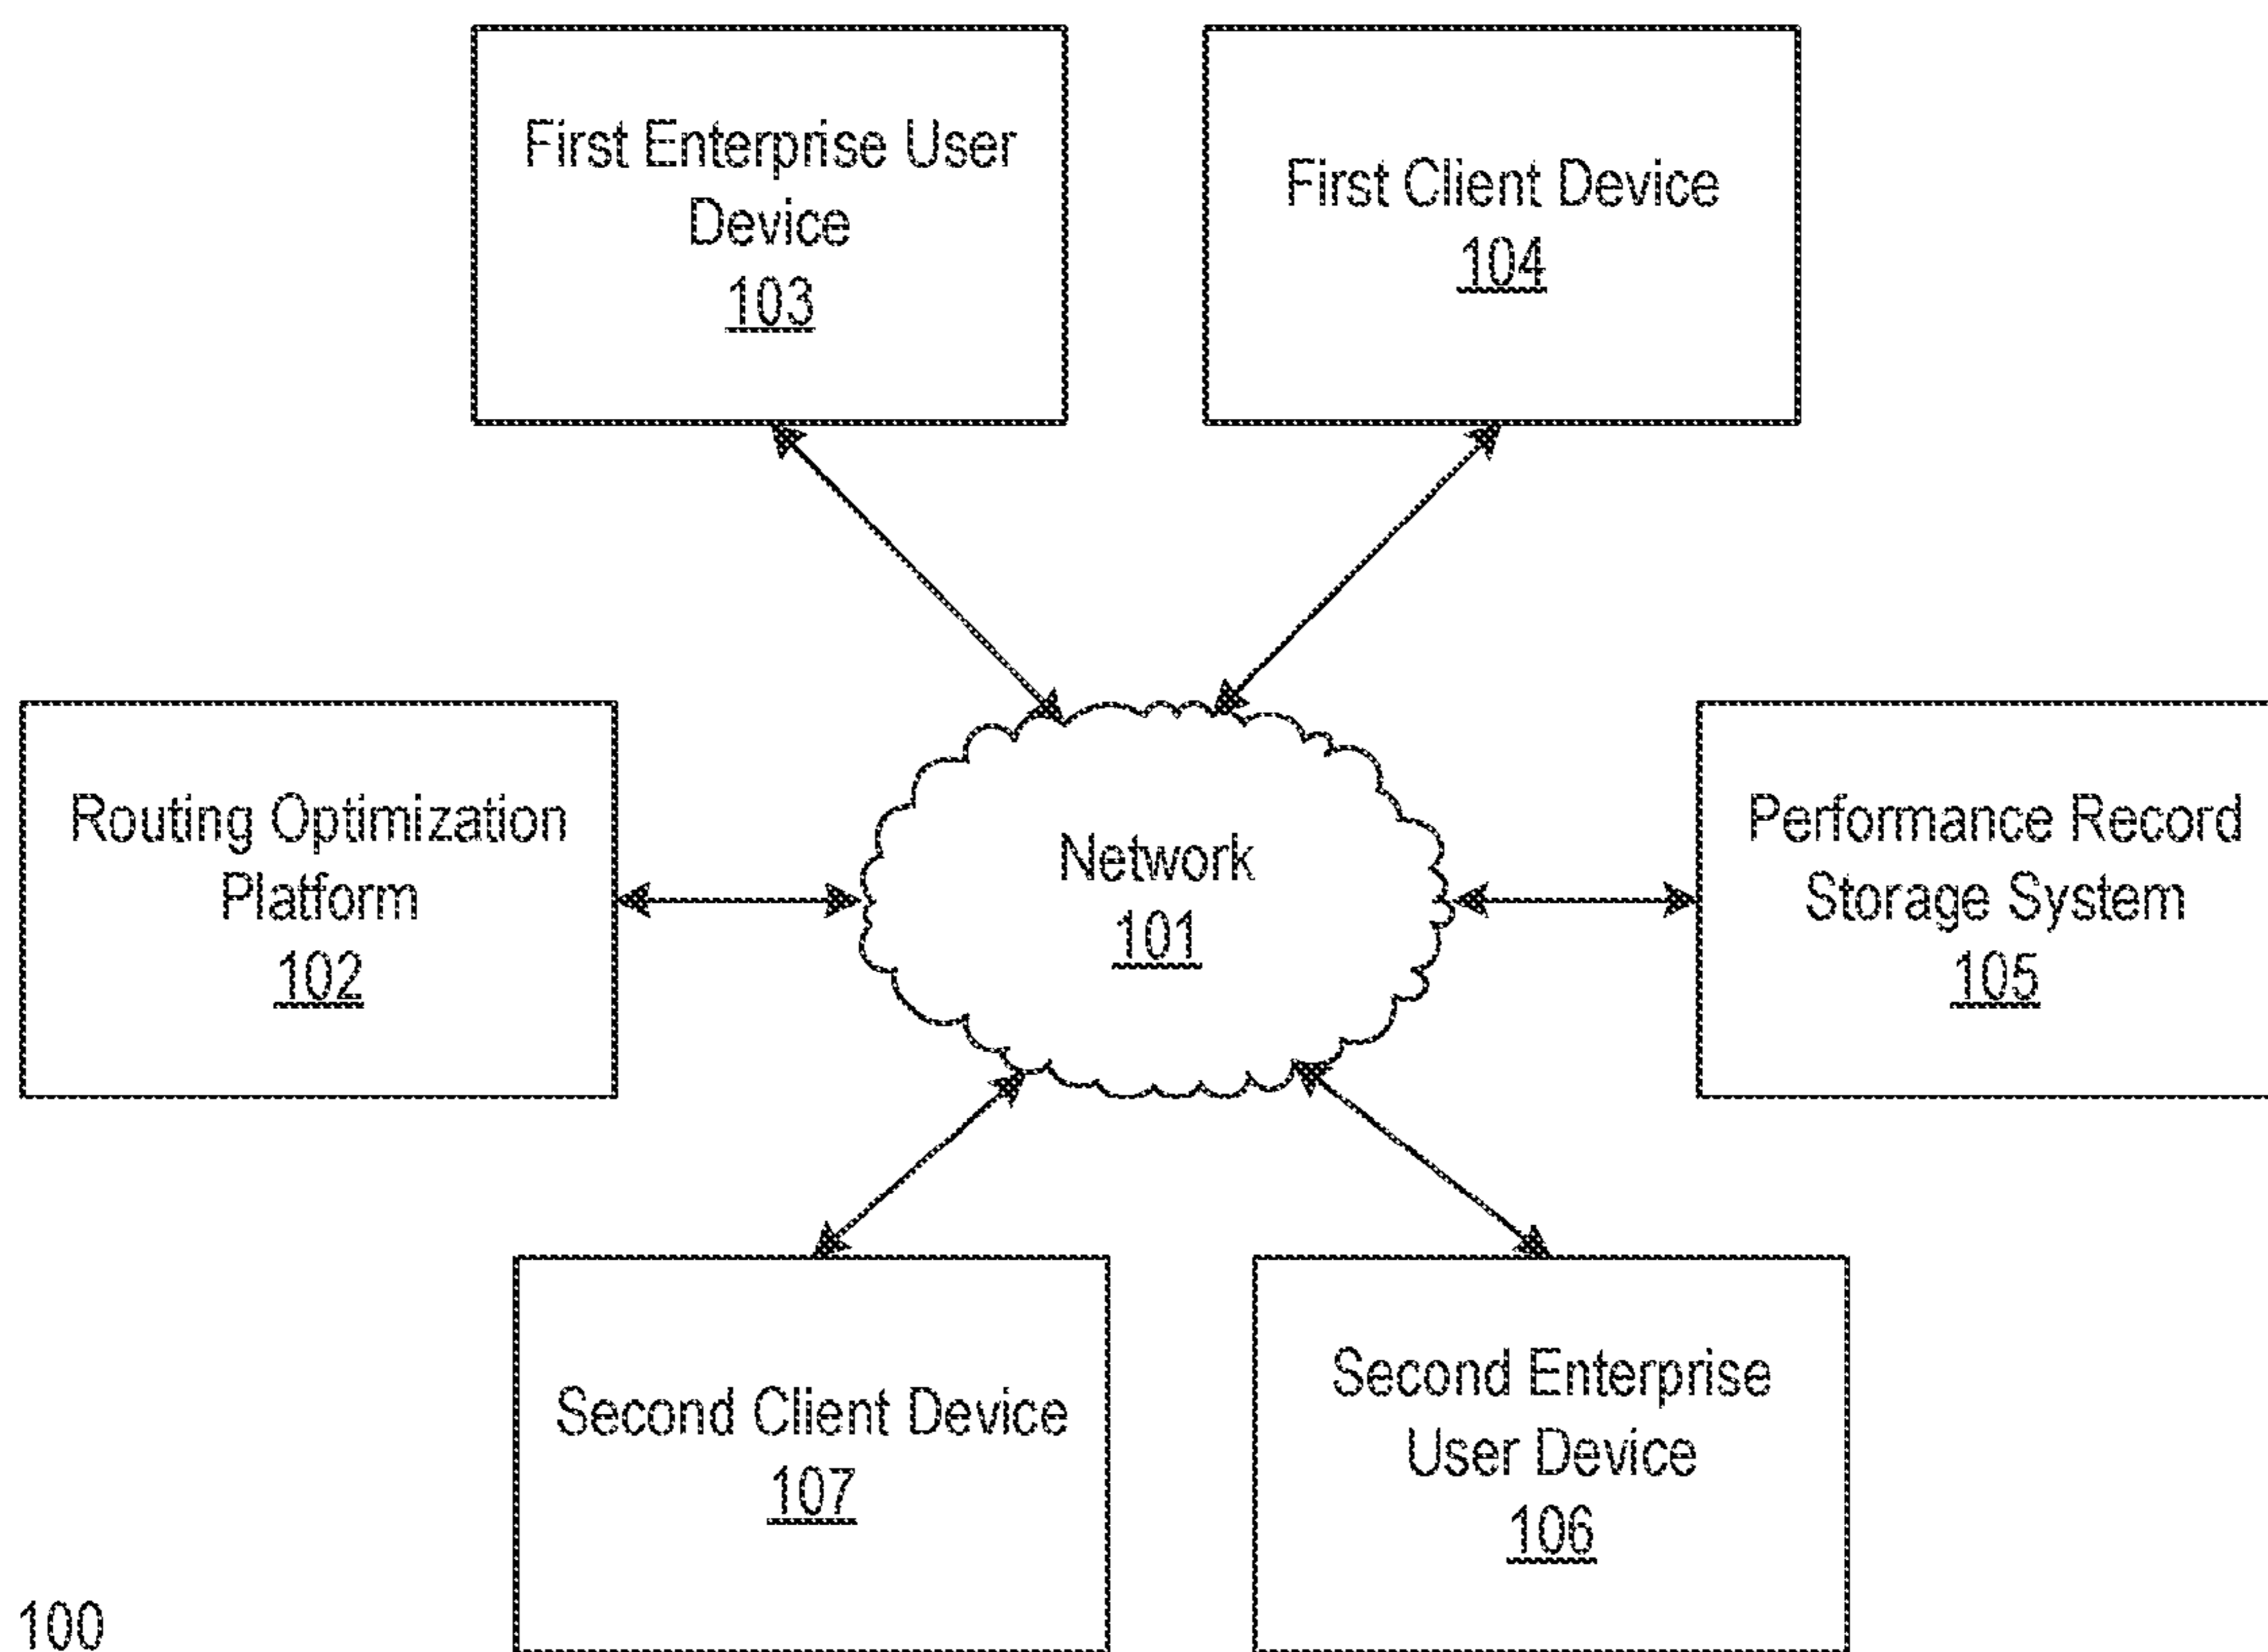 First Enterprise User
Device
103
First Client Device
104
Routing Optimization
Platform
102
Network
101
Performance Record
Storage System
105
Second Client Device
107
Second Enterprise
User Device
106
100